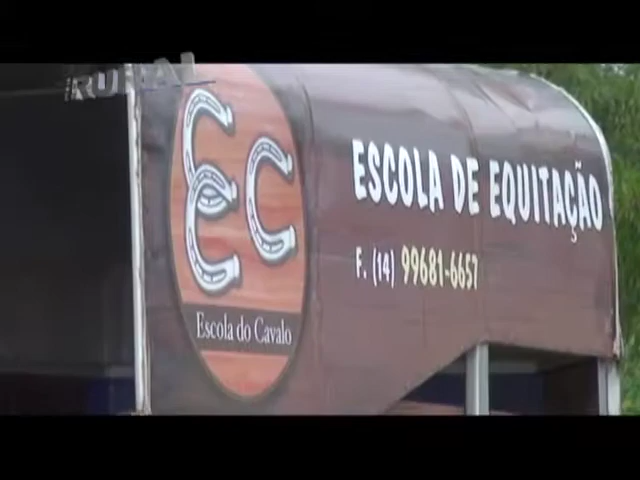 RURAL
EC
ESCOLA DE EQUITAÇÃO
F. (14) 99681-6657
Escola do Cavalo